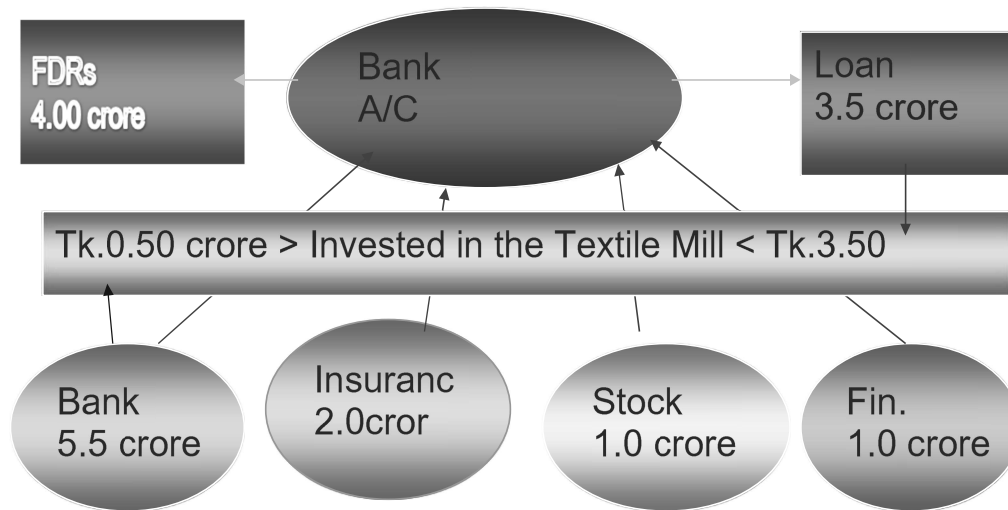 FDRs
4.00 crore
Bank
A/C
Loan
3.5 crore
Tk.0.50 crore > Invested in the Textile Mill < Tk.3.50
Bank
5.5 crore
Insuranc
2.0cror
Stock
1.0 crore
Fin.
1.0 crore